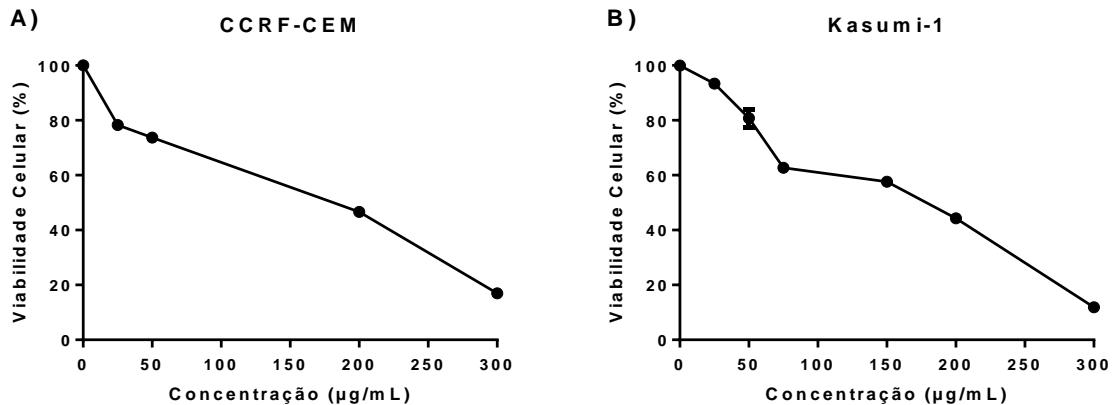 A)
CCRF-CEM
Viabilidade Celular (%)
100
80
60
40
20
0
0 50 100 150 200 250 300
Concentração (µg/mL)
B)
Kasumi-1
Viabilidade Celular (%)
100
80
60
40
20
0
0 50 100 150 200 250 300
Concentração (µg/mL)